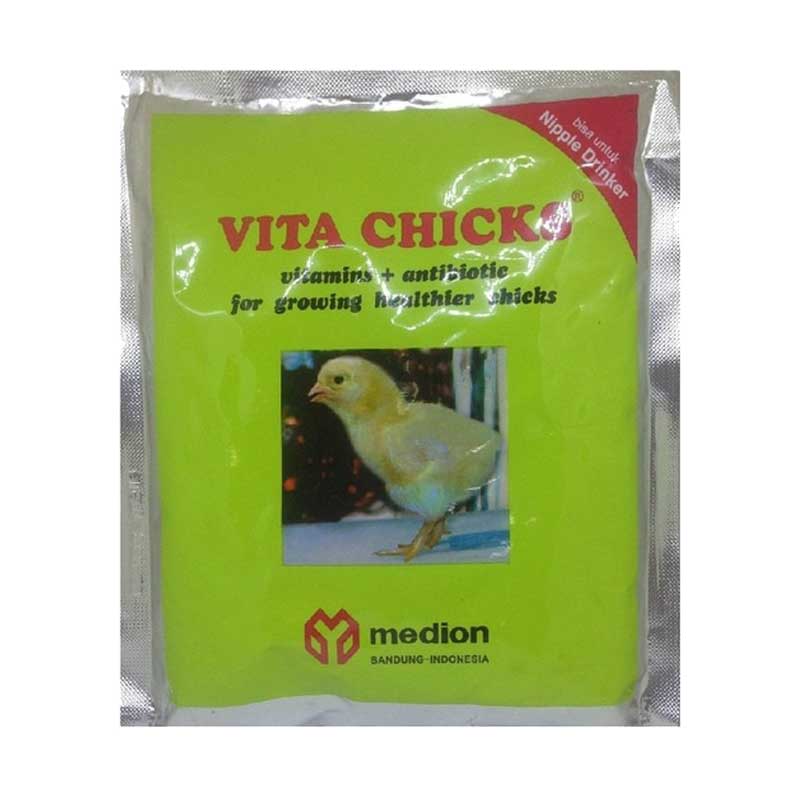 bisa untuk
Nipple Drinker
VITA CHICKS®
vitamins + antibiotic
for growing healthier chicks
medion
BANDUNG-INDONESIA